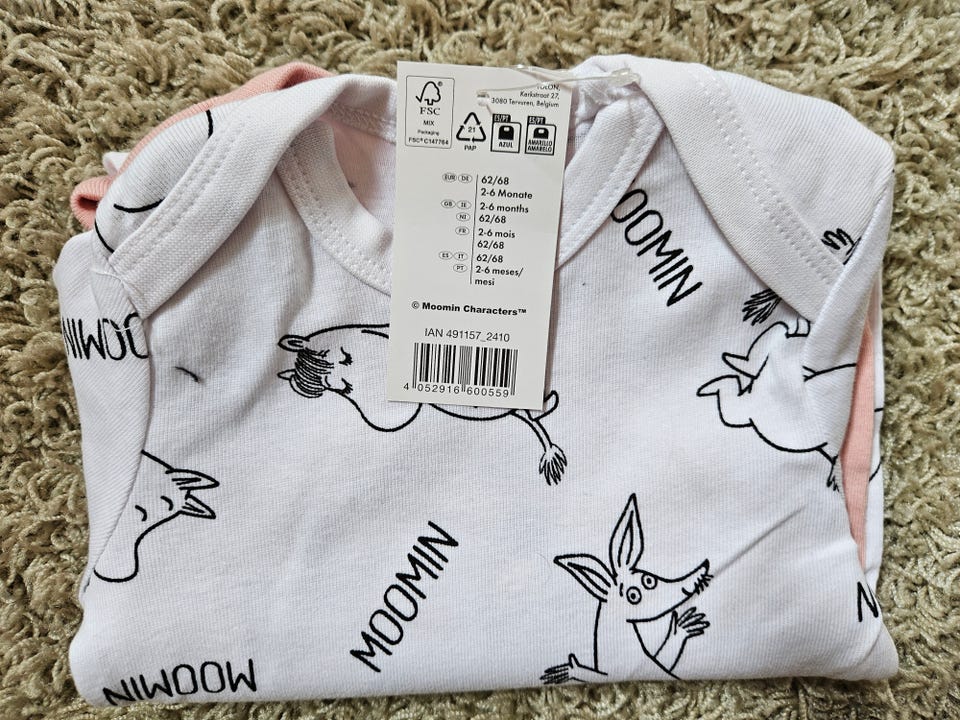 FSC
MIX
Packaging
FSC® C147764
Kerkstraat 27,
3080 Tervuren, Belgium
21
PAP
ES/PT
AZUL
ES/PT
AMARILLO
AMARELO
EUR DE 62/68
2-6 Monate
GB IE 2-6 months
NI 62/68
FR 2-6 mois
62/68
ES IT 62/68
PT 2-6 meses/
mesi
© Moomin Characters™
IAN 491157_2410
4 052916 600559
OOMIN
MOOMIN
MOOMIN